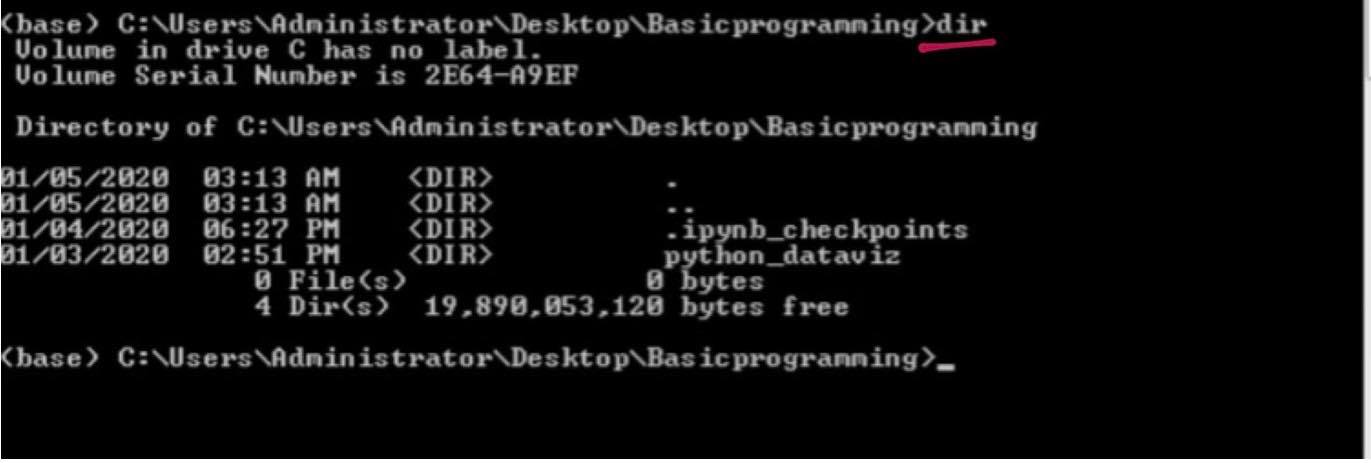 (base) C:\Users\Administrator\Desktop\Basicprogramming>dir
 Volume in drive C has no label.
 Volume Serial Number is 2E64-A9EF

 Directory of C:\Users\Administrator\Desktop\Basicprogramming

01/05/2020  03:13 AM    <DIR>          .
01/05/2020  03:13 AM    <DIR>          ..
01/04/2020  06:27 PM    <DIR>          .ipynb_checkpoints
01/03/2020  02:51 PM    <DIR>          python_dataviz
               0 File(s)              0 bytes
               4 Dir(s)  19,890,053,120 bytes free

(base) C:\Users\Administrator\Desktop\Basicprogramming>_